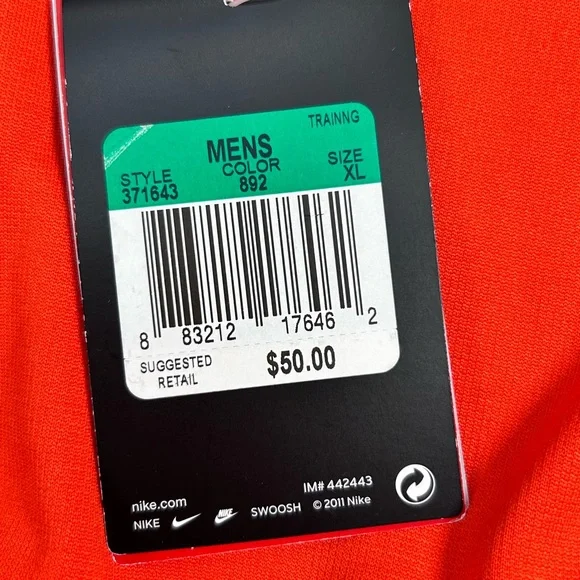 TRAINNG
MENS
STYLE COLOR SIZE
371643 892 XL
8 83212 17646 2
SUGGESTED RETAIL $50.00
IM# 442443
nike.com
NIKE SWOOSH © 2011 Nike